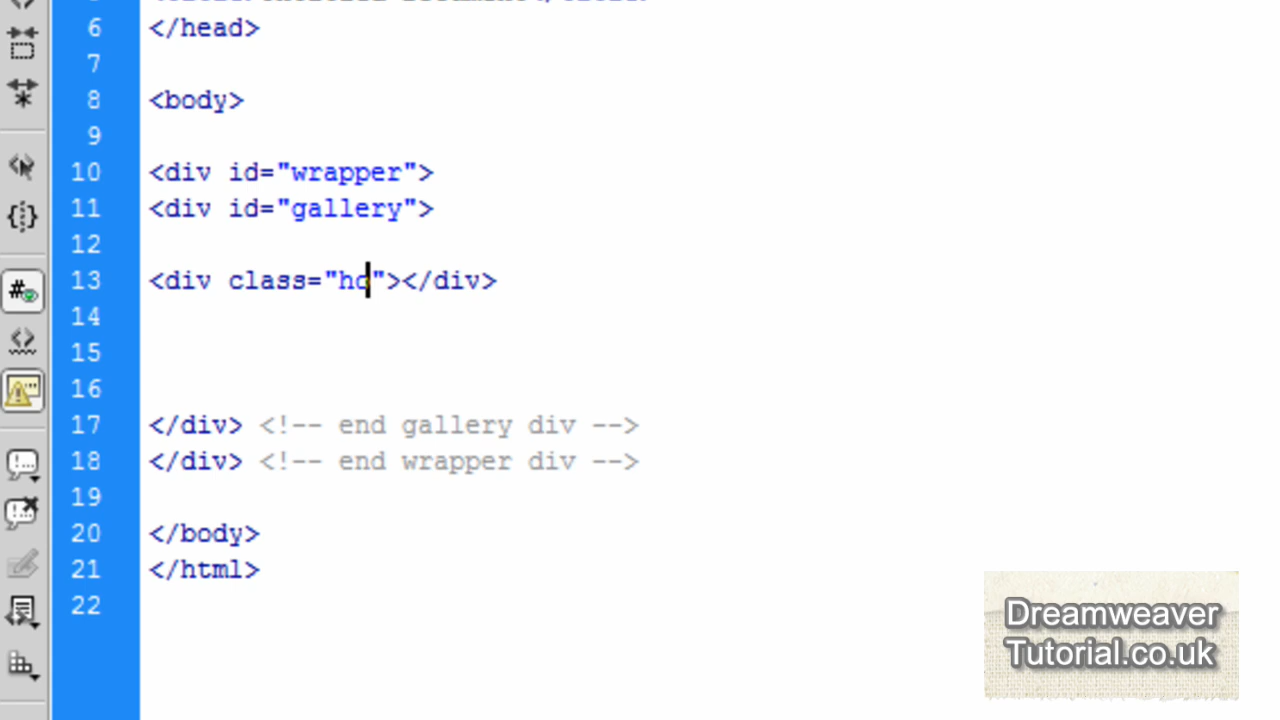 6 </head>
7
8 <body>
9
10 <div id="wrapper">
11 <div id="gallery">
12
13 <div class="ho"></div>
14
15
16
17 </div> <!-- end gallery div -->
18 </div> <!-- end wrapper div -->
19
20 </body>
21 </html>
22
Dreamweaver
Tutorial.co.uk